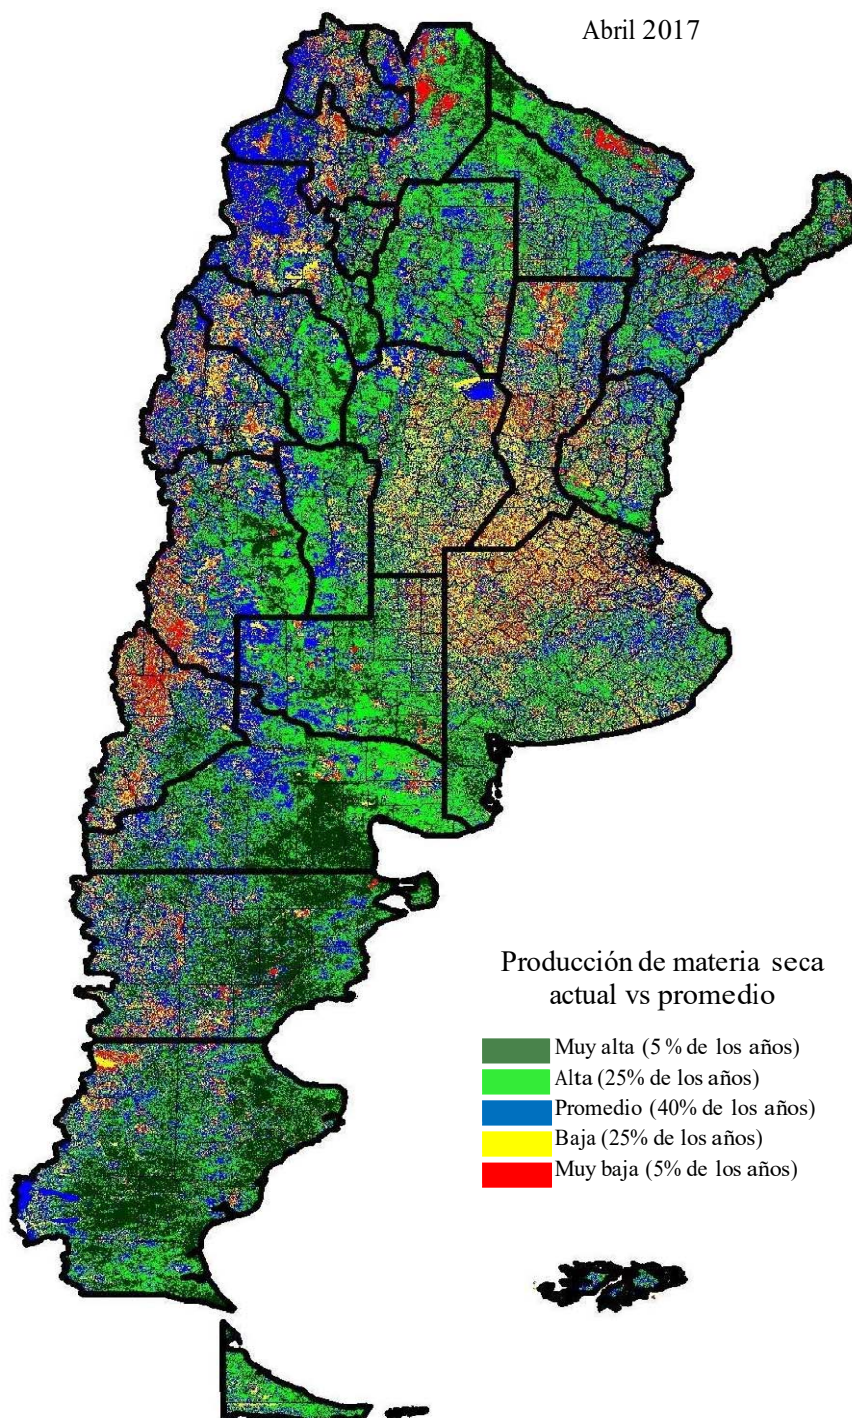 Abril 2017
Producción de materia seca
actual vs promedio
Muy alta (5% de los años)
Alta (25% de los años)
Promedio (40% de los años)
Baja (25% de los años)
Muy baja (5% de los años)